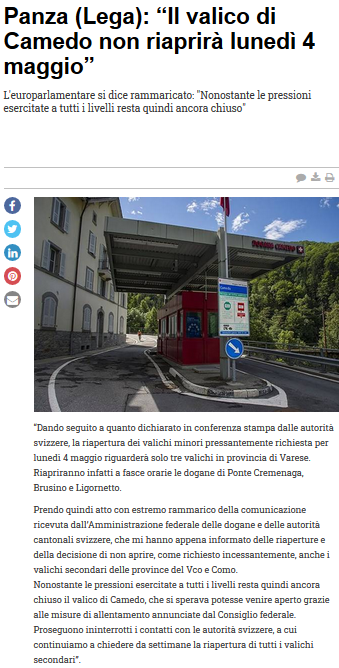 Panza (Lega): “Il valico di
Camedo non riaprirà lunedì 4
maggio”
L'europarlamentare si dice rammaricato: "Nonostante le pressioni
esercitate a tutti i livelli resta quindi ancora chiuso"
“Dando seguito a quanto dichiarato in conferenza stampa dalle autorità
svizzere, la riapertura dei valichi minori pressantemente richiesta per
lunedì 4 maggio riguarderà solo tre valichi in provincia di Varese.
Riapriranno infatti a fasce orarie le dogane di Ponte Cremenaga,
Brusino e Ligornetto.
Prendo quindi atto con estremo rammarico della comunicazione
ricevuta dall'Amministrazione federale delle dogane e delle autorità
cantonali svizzere, che mi hanno appena informato delle riaperture e
della decisione di non aprire, come richiesto incessantemente, anche i
valichi secondari delle province del Vco e Como.
Nonostante le pressioni esercitate a tutti i livelli resta quindi ancora
chiuso il valico di Camedo, che si sperava potesse venire aperto grazie
alle misure di allentamento annunciate dal Consiglio federale.
Proseguono ininterrotti i contatti con le autorità svizzere, a cui
continuiamo a chiedere da settimane la riapertura di tutti i valichi
secondari”.